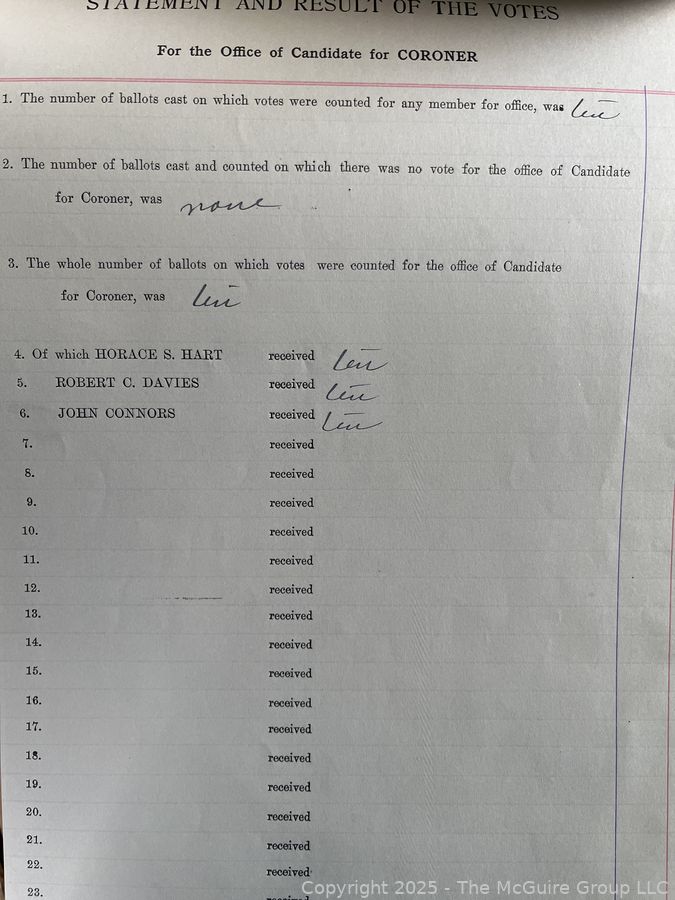 STATEMENT AND RESULT OF THE VOTES
For the Office of Candidate for CORONER
1. The number of ballots cast on which votes were counted for any member for office, was ten
2. The number of ballots cast and counted on which there was no vote for the office of Candidate
for Coroner, was none
3. The whole number of ballots on which votes were counted for the office of Candidate
for Coroner, was ten
4. Of which HORACE S. HART received ten
5. ROBERT C. DAVIES received ten
6. JOHN CONNORS received ten
7. received
8. received
9. received
10. received
11. received
12. received
13. received
14. received
15. received
16. received
17. received
18. received
19. received
20. received
21. received
22. received
23. received
Copyright 2025 - The McGuire Group LLC